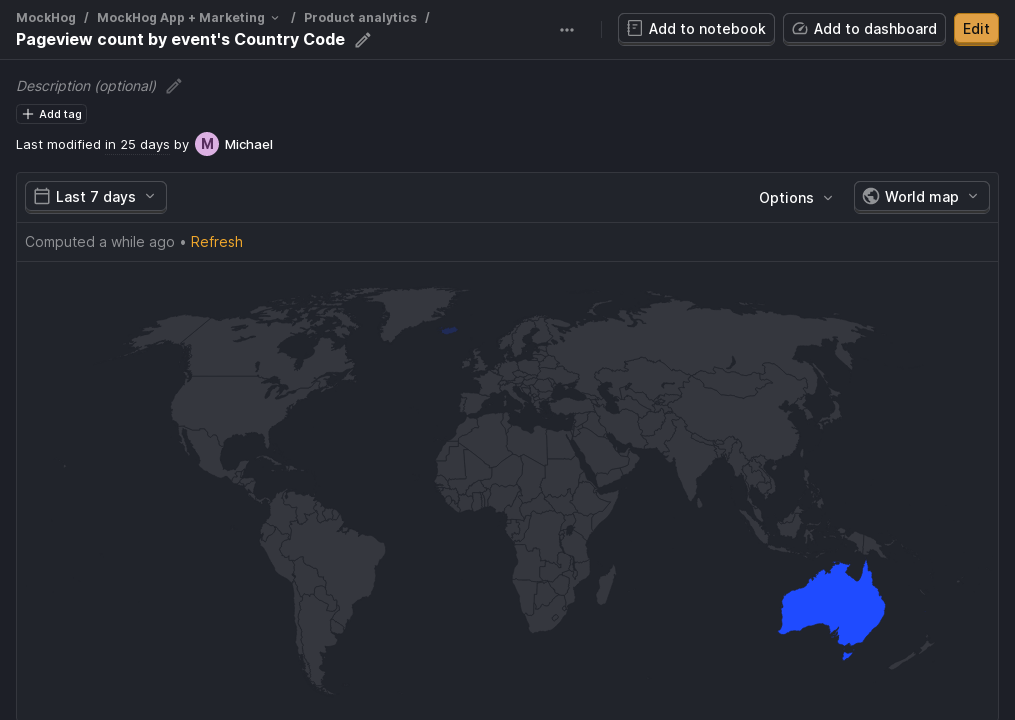 MockHog / MockHog App + Marketing / Product analytics /
Pageview count by event's Country Code
Add to notebook
Add to dashboard
Edit
Description (optional)
Add tag
Last modified in 25 days by M Michael
Last 7 days
Options
World map
Computed a while ago • Refresh